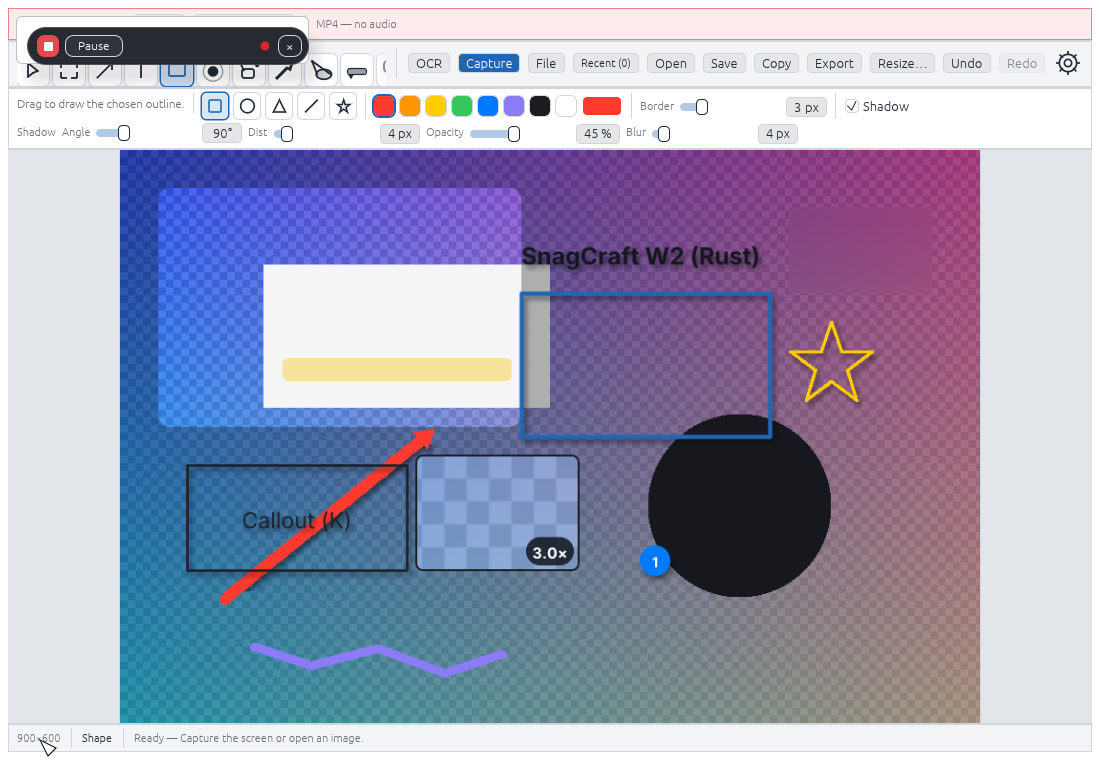 MP4 — no audio
Pause
OCR Capture File Recent (0) Open Save Copy Export Resize... Undo Redo
Drag to draw the chosen outline. Border 3 px Shadow
Shadow Angle 90° Dist 4 px Opacity 45 % Blur 4 px
SnagCraft W2 (Rust)
Callout (K)
3.0×
1
900×600 Shape Ready — Capture the screen or open an image.